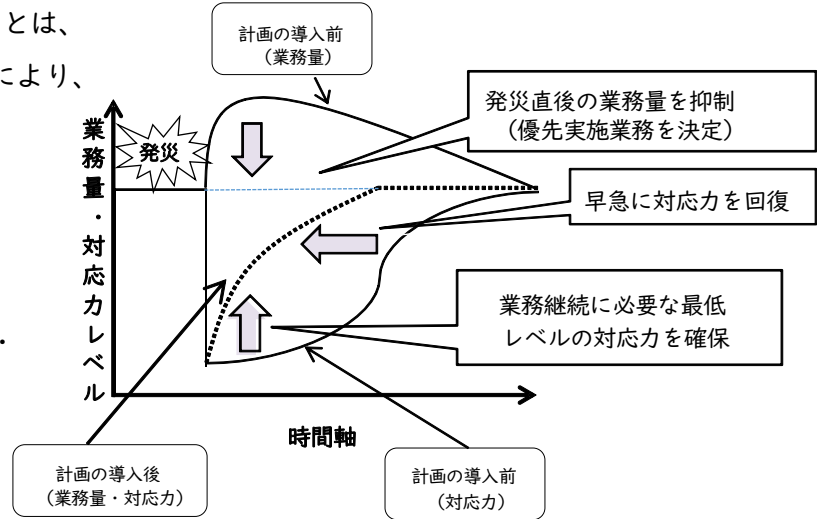 とは、
により、
計画の導入前
（業務量）
発災直後の業務量を抑制
（優先実施業務を決定）
発災
業務量・対応力レベル
早急に対応力を回復
業務継続に必要な最低
レベルの対応力を確保
.
時間軸
計画の導入後
（業務量・対応力）
計画の導入前
（対応力）